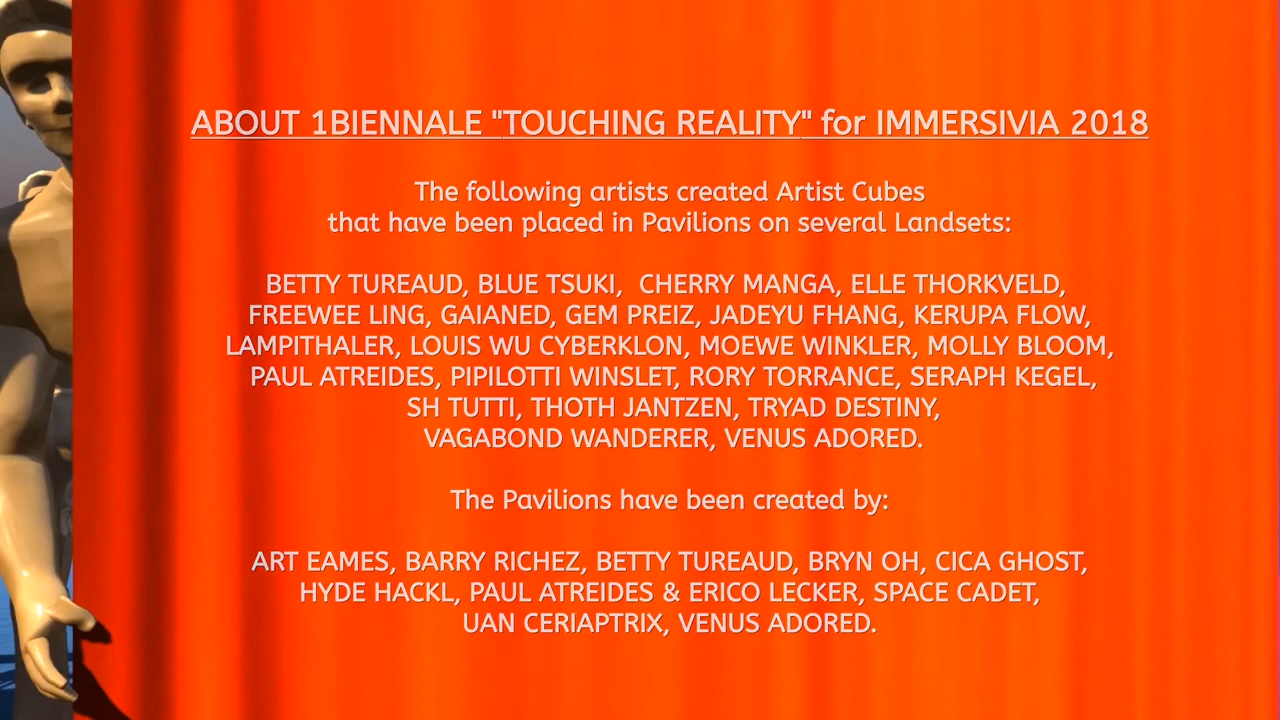 ABOUT 1BIENNALE "TOUCHING REALITY" for IMMERSIVIA 2018
The following artists created Artist Cubes
that have been placed in Pavilions on several Landsets:
BETTY TUREAUD, BLUE TSUKI,  CHERRY MANGA, ELLE THORKVELD,
FREEWEE LING, GAIANED, GEM PREIZ, JADEYU FHANG, KERUPA FLOW,
LAMPITHALER, LOUIS WU CYBERKLON, MOEWE WINKLER, MOLLY BLOOM,
PAUL ATREIDES, PIPILOTTI WINSLET, RORY TORRANCE, SERAPH KEGEL,
SH TUTTI, THOTH JANTZEN, TRYAD DESTINY,
VAGABOND WANDERER, VENUS ADORED.
The Pavilions have been created by:
ART EAMES, BARRY RICHEZ, BETTY TUREAUD, BRYN OH, CICA GHOST,
HYDE HACKL, PAUL ATREIDES & ERICO LECKER, SPACE CADET,
UAN CERIAPTRIX, VENUS ADORED.